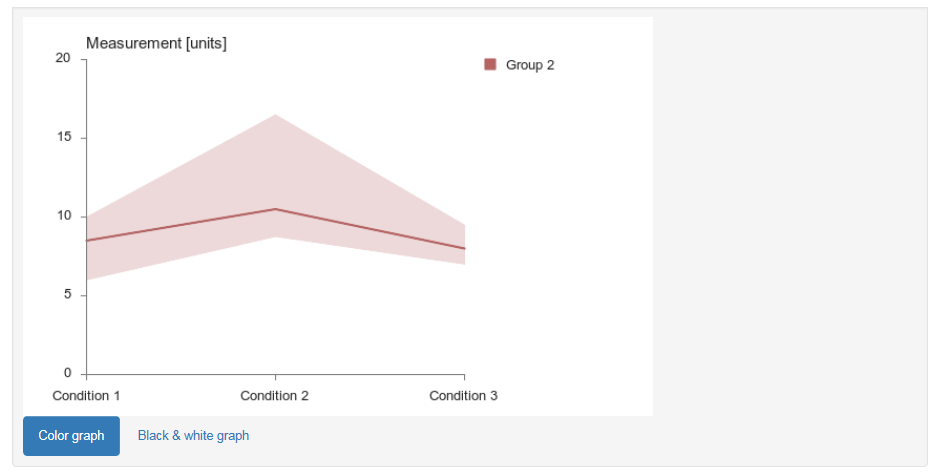 Measurement [units]
20
Group 2
15
10
5
0
Condition 1
Condition 2
Condition 3
Color graph
Black & white graph